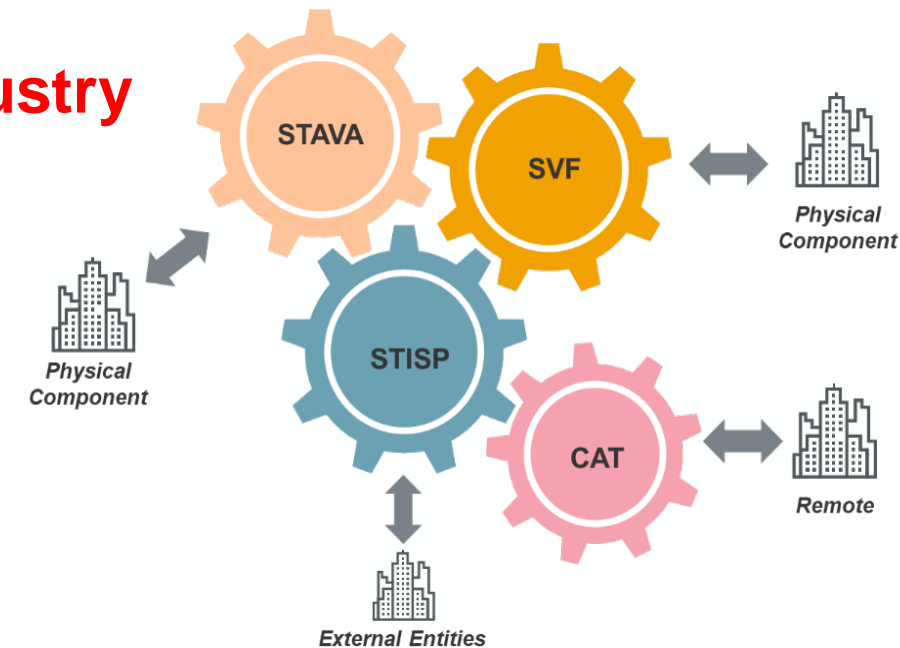 ustry
STAVA
SVF
Physical
Component
Physical
Component
STISP
CAT
Remote
External Entities